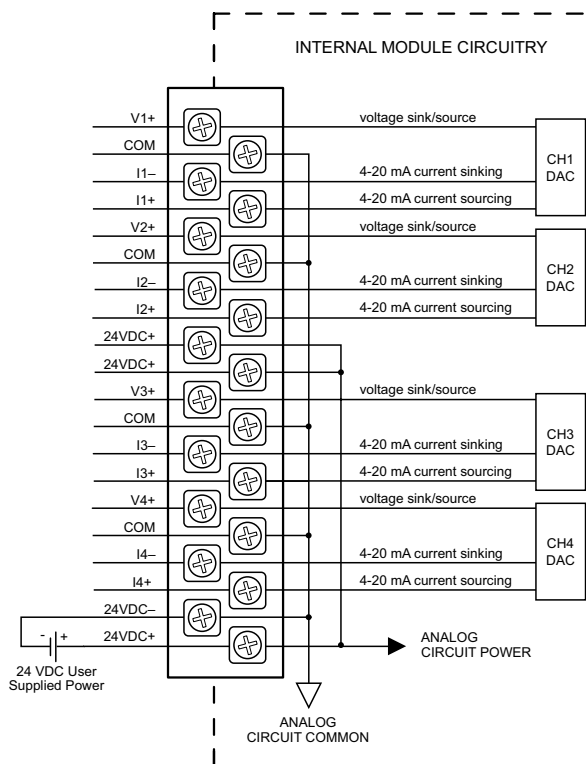 INTERNAL MODULE CIRCUITRY
V1+
voltage sink/source
COM
I1–
4-20 mA current sinking
I1+
4-20 mA current sourcing
CH1
DAC
V2+
voltage sink/source
COM
I2–
4-20 mA current sinking
I2+
4-20 mA current sourcing
CH2
DAC
24VDC+
24VDC+
V3+
voltage sink/source
COM
I3–
4-20 mA current sinking
I3+
4-20 mA current sourcing
CH3
DAC
V4+
voltage sink/source
COM
I4–
4-20 mA current sinking
I4+
4-20 mA current sourcing
CH4
DAC
24VDC–
- +
24VDC+
24 VDC User
Supplied Power
ANALOG
CIRCUIT POWER
ANALOG
CIRCUIT COMMON